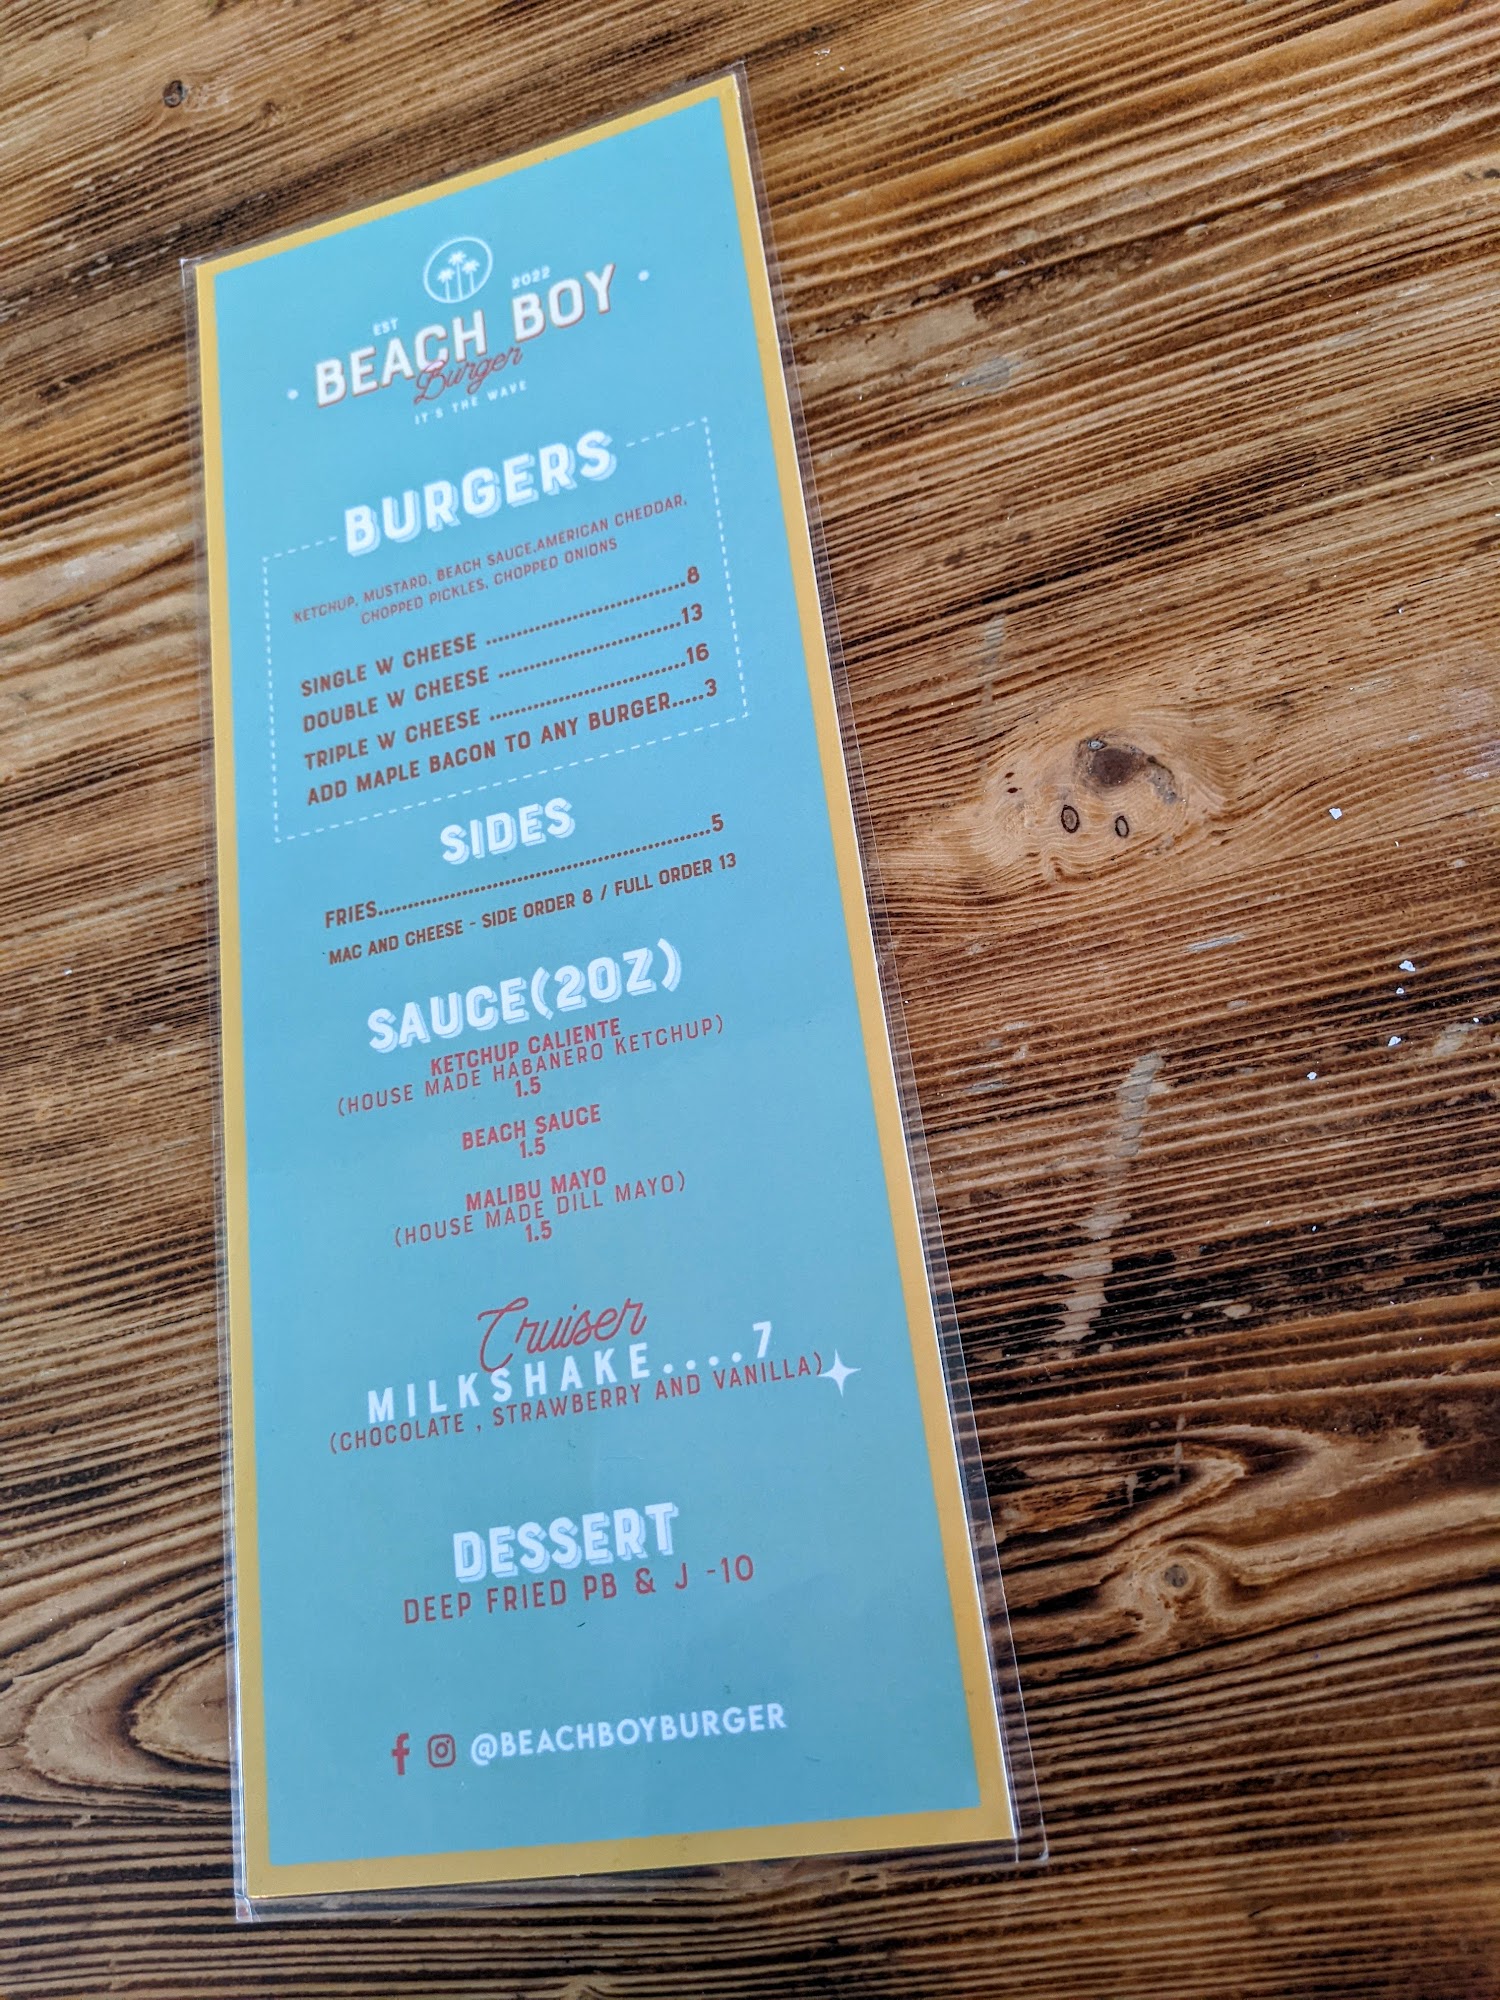 EST 2022
BEACH BOY
Burger
IT'S THE WAVE
BURGERS
KETCHUP, MUSTARD, BEACH SAUCE,AMERICAN CHEDDAR,
CHOPPED PICKLES, CHOPPED ONIONS
SINGLE W CHEESE ..................................8
DOUBLE W CHEESE ...............................13
TRIPLE W CHEESE .................................16
ADD MAPLE BACON TO ANY BURGER.....3
SIDES
FRIES.........................................................5
`MAC AND CHEESE - SIDE ORDER 8 / FULL ORDER 13
SAUCE(2OZ)
KETCHUP CALIENTE
(HOUSE MADE HABANERO KETCHUP)
1.5
BEACH SAUCE
1.5
MALIBU MAYO
(HOUSE MADE DILL MAYO)
1.5
Cruiser
MILKSHAKE....7
(CHOCOLATE , STRAWBERRY AND VANILLA)
DESSERT
DEEP FRIED PB & J -10
@BEACHBOYBURGER